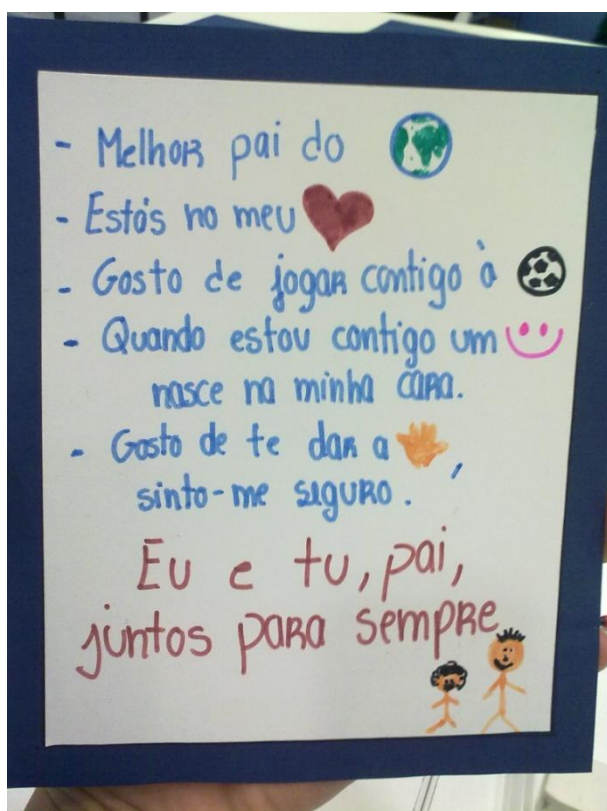 - Melhor pai do
- Estás no meu
- Gosto de jogar contigo à
- Quando estou contigo um
nasce na minha cara.
- Gosto de te dar a ,
sinto-me seguro.
Eu e tu, pai,
juntos para sempre